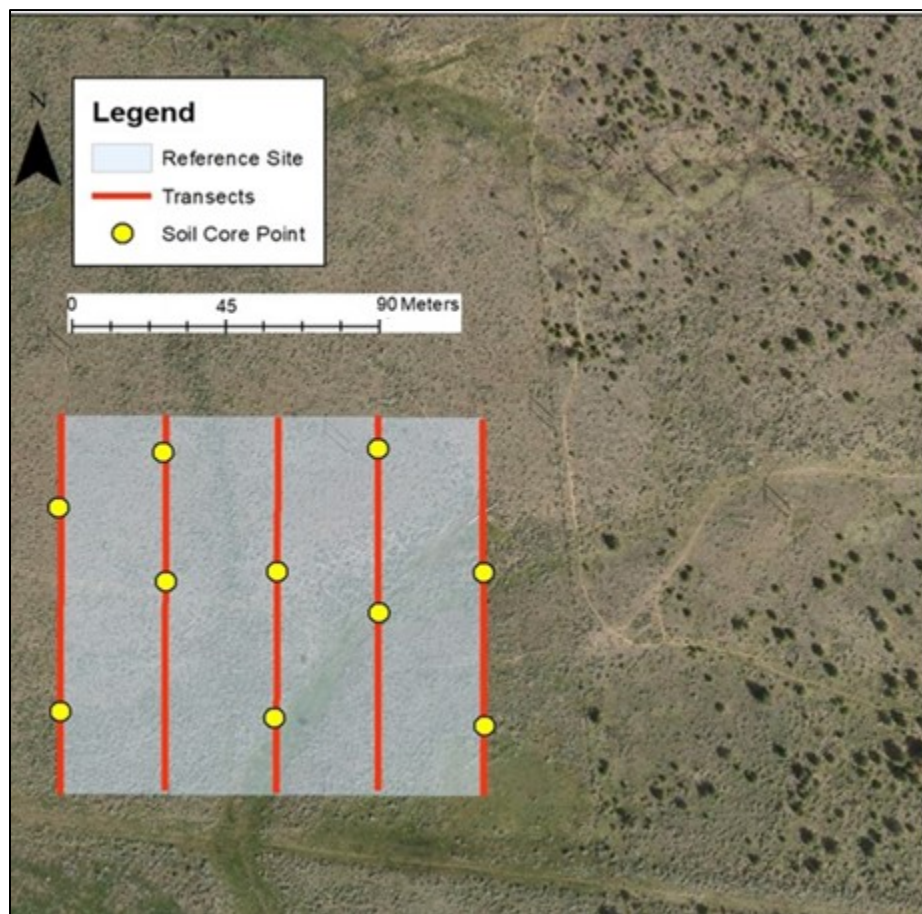 N
Legend
Reference Site
Transects
Soil Core Point
0 45 90 Meters